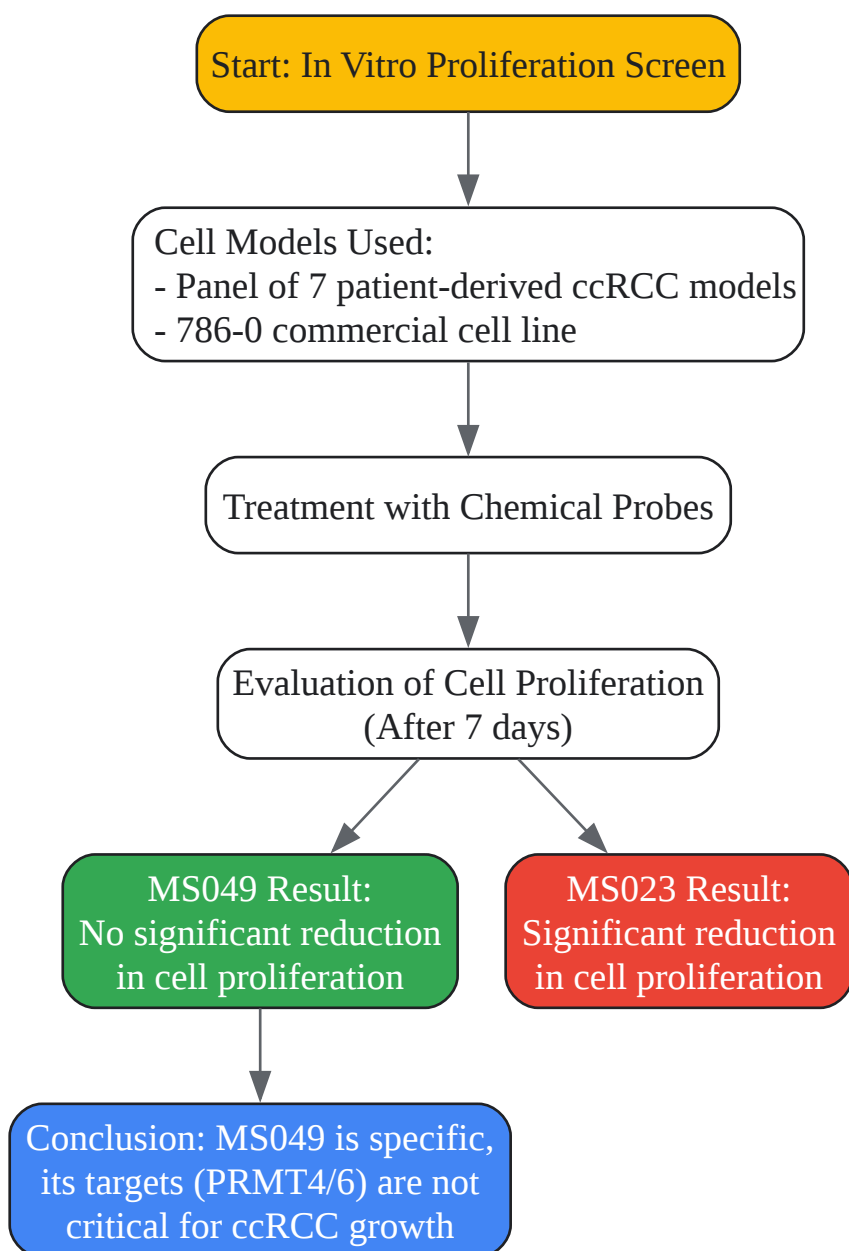 Start: In Vitro Proliferation Screen
Cell Models Used:
- Panel of 7 patient-derived ccRCC models
- 786-0 commercial cell line
Treatment with Chemical Probes
Evaluation of Cell Proliferation
(After 7 days)
MS049 Result:
No significant reduction
in cell proliferation
MS023 Result:
Significant reduction
in cell proliferation
Conclusion: MS049 is specific,
its targets (PRMT4/6) are not
critical for ccRCC growth